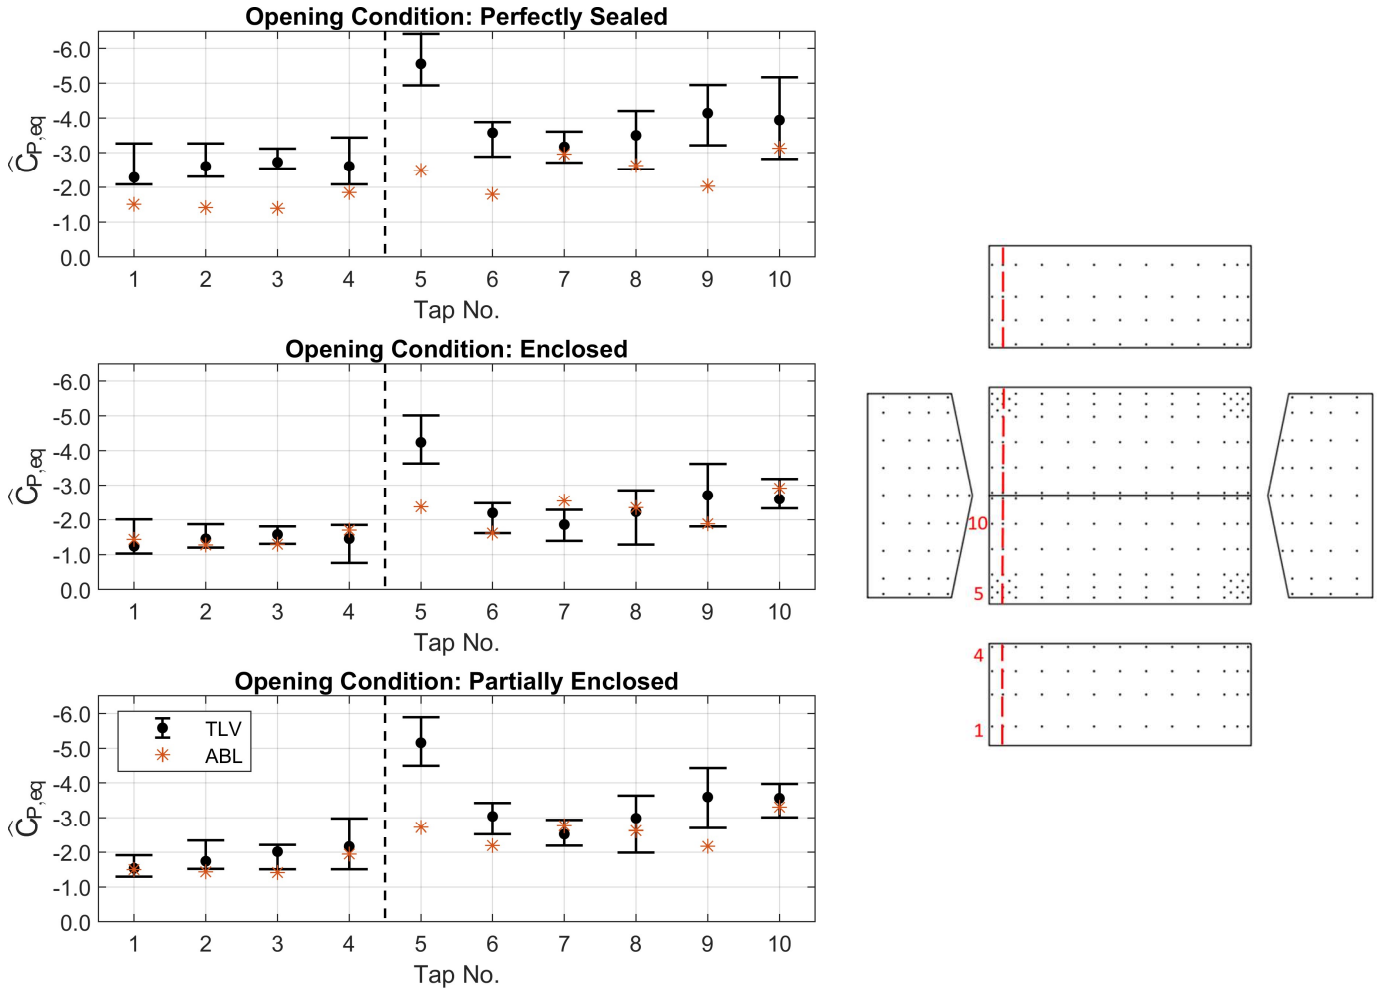 Opening Condition: Perfectly Sealed
-6.0
-5.0
-4.0
-3.0
-2.0
-1.0
0.0
ĈP,eq
1 2 3 4 5 6 7 8 9 10
Tap No.
Opening Condition: Enclosed
-6.0
-5.0
-4.0
-3.0
-2.0
-1.0
0.0
ĈP,eq
1 2 3 4 5 6 7 8 9 10
Tap No.
Opening Condition: Partially Enclosed
-6.0
-5.0
-4.0
-3.0
-2.0
-1.0
0.0
ĈP,eq
TLV
ABL
1 2 3 4 5 6 7 8 9 10
Tap No.
10
5
4
1